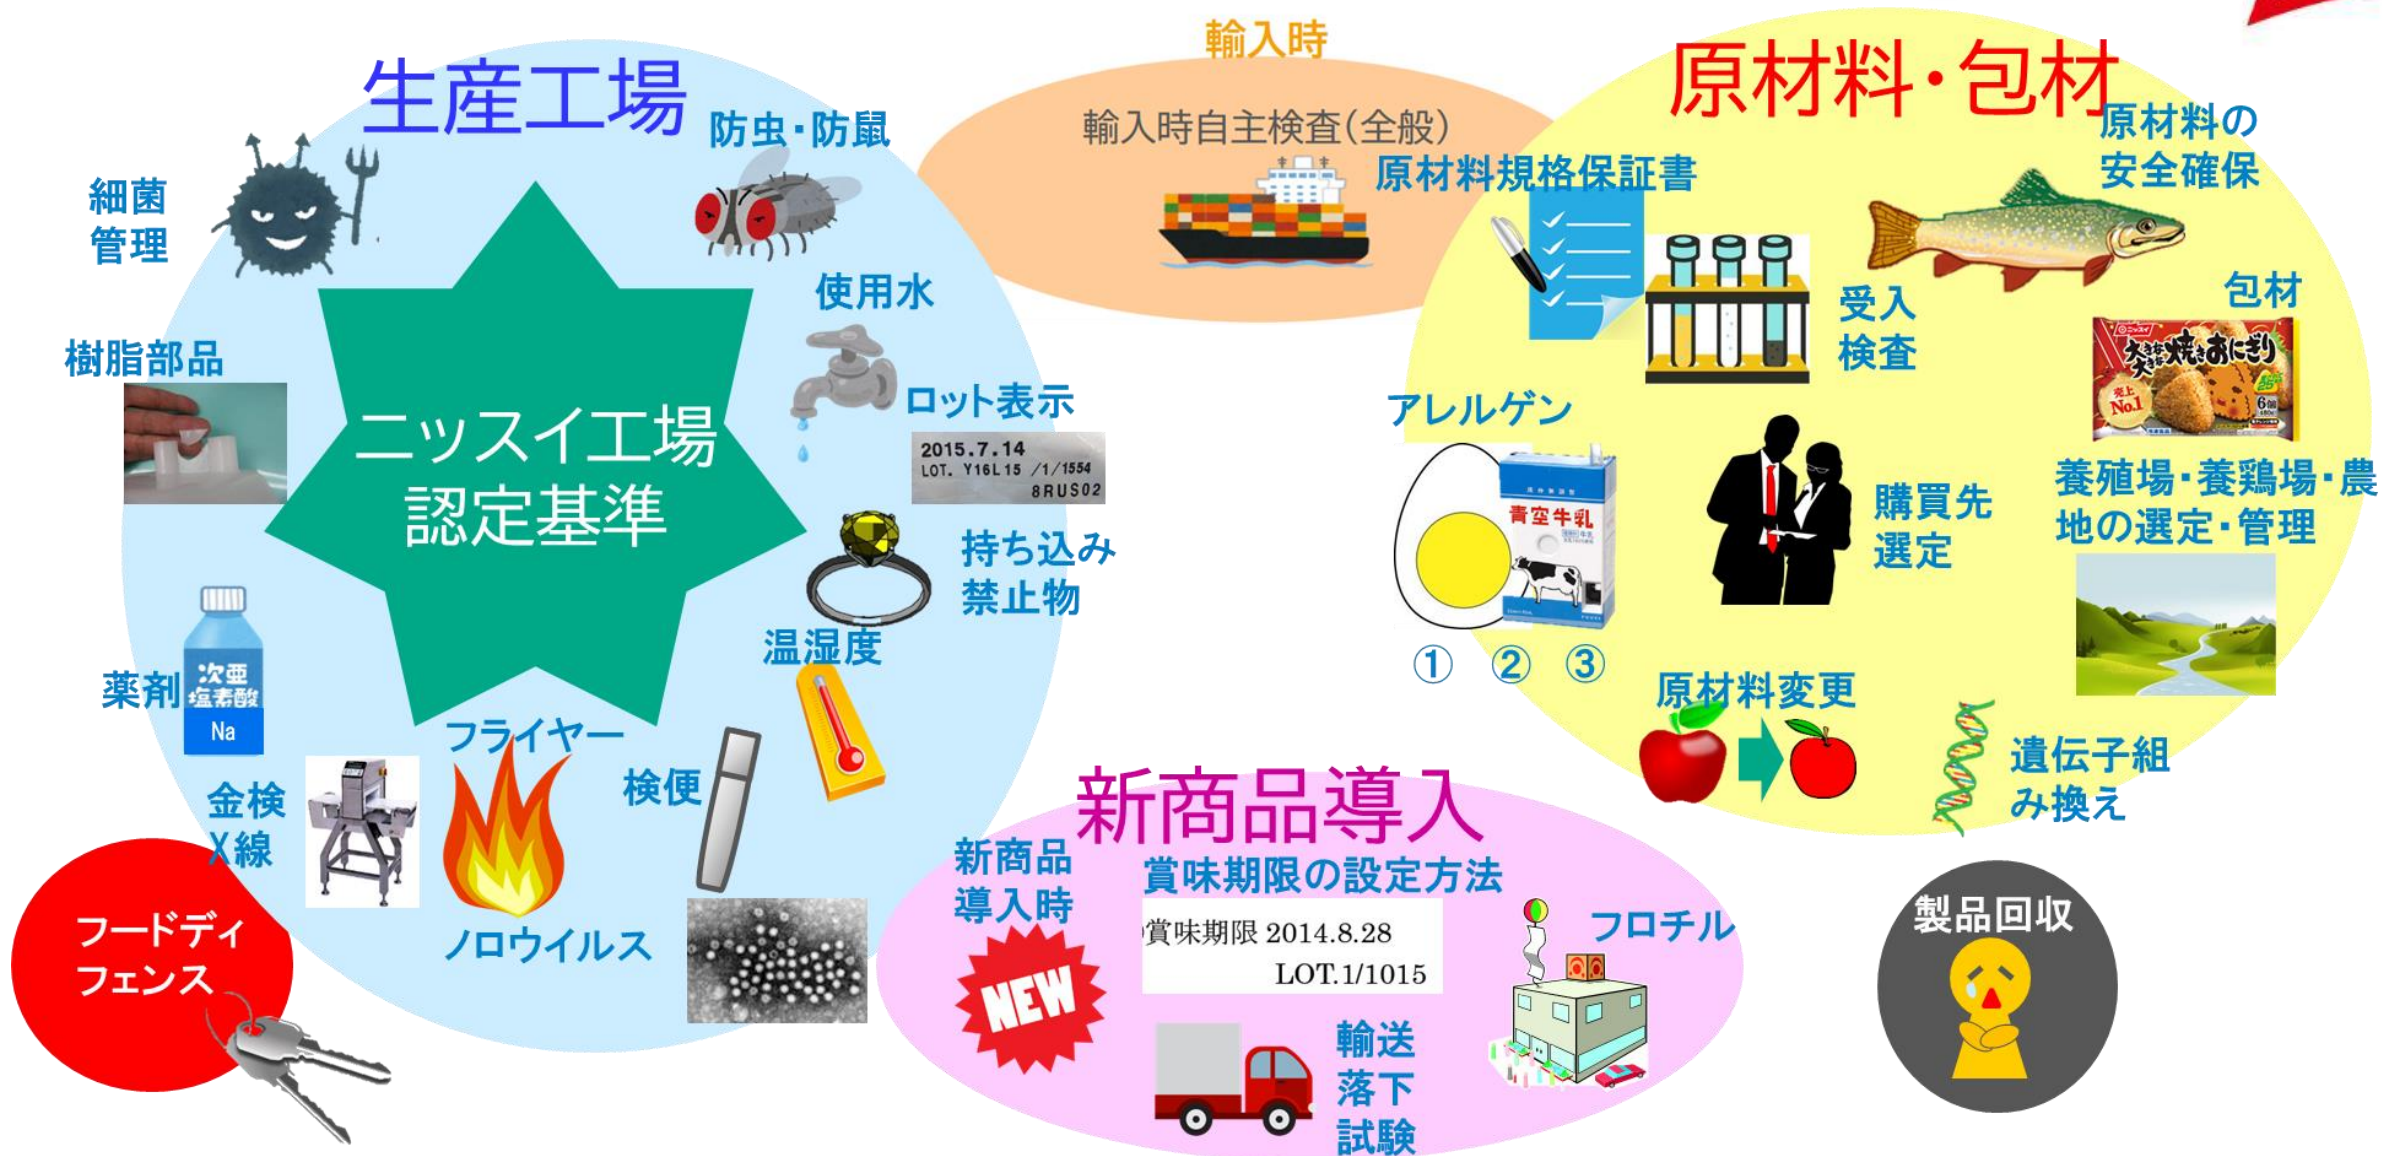 生産工場
防虫・防鼠
細菌
管理
使用水
樹脂部品
ロット表示
2015.7.14
LOT. Y16L15 /1/1554
8RUS02
ニッスイ工場
認定基準
持ち込み
禁止物
温湿度
薬剤
次亜
塩素酸
Na
フライヤー
検便
金検
X線
ノロウイルス
フードディ
フェンス
輸入時
輸入時自主検査(全般)
原材料・包材
原材料の
安全確保
原材料規格保証書
受入
検査
包材
ニッスイ
大きな
大きな
焼きおにぎり
売上
No.1
6個
アレルゲン
青空牛乳
① ② ③
購買先
選定
養殖場・養鶏場・農
地の選定・管理
原材料変更
遺伝子組
み換え
新商品導入
新商品
導入時
NEW
賞味期限の設定方法
賞味期限 2014.8.28
LOT.1/1015
フロチル
輸送
落下
試験
製品回収